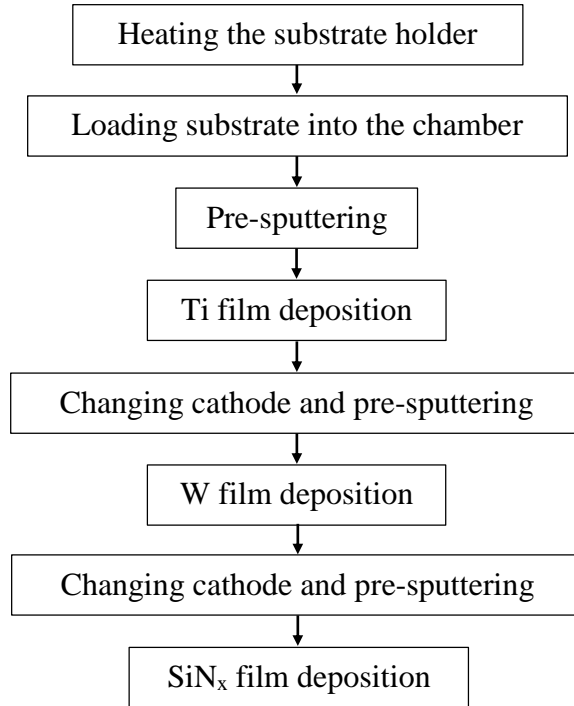 Heating the substrate holder
Loading substrate into the chamber
Pre-sputtering
Ti film deposition
Changing cathode and pre-sputtering
W film deposition
Changing cathode and pre-sputtering
SiNₓ film deposition